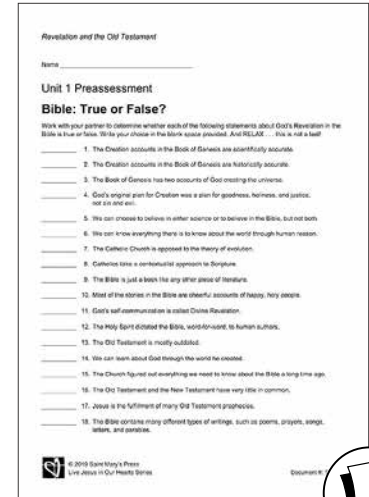 Revelation and the Old Testament
Name
Unit 1 Preassessment
Bible: True or False?
Work with your partner to determine whether each of the following statements about God's Revelation in the
Bible is true or false. Write your choice in the blank space provided. And RELAX . . . this is not a test!
1. The Creation accounts in the Book of Genesis are scientifically accurate.
2. The Creation accounts in the Book of Genesis are historically accurate.
3. The Book of Genesis has two accounts of God creating the universe.
4. God's original plan for Creation was a plan for goodness, holiness, and justice,
not sin and evil.
5. We can choose to believe in either science or to believe in the Bible, but not both.
6. We can know everything there is to know about the world through human reason.
7. The Catholic Church is opposed to the theory of evolution.
8. Catholics take a contextualist approach to Scripture.
9. The Bible is just a book like any other piece of literature.
10. Most of the stories in the Bible are cheerful accounts of happy, holy people.
11. God's self-communication is called Divine Revelation.
12. The Holy Spirit dictated the Bible, word-for-word, to human authors.
13. The Old Testament is mostly outdated.
14. We can learn about God through the world he created.
15. The Church figured out everything we need to know about the Bible a long time ago.
16. The Old Testament and the New Testament have very little in common.
17. Jesus is the fulfillment of many Old Testament prophecies.
18. The Bible contains many different types of writings, such as poems, prayers, songs,
letters, and parables.
© 2019 Saint Mary's Press
Live Jesus in Our Hearts Series
Document #: